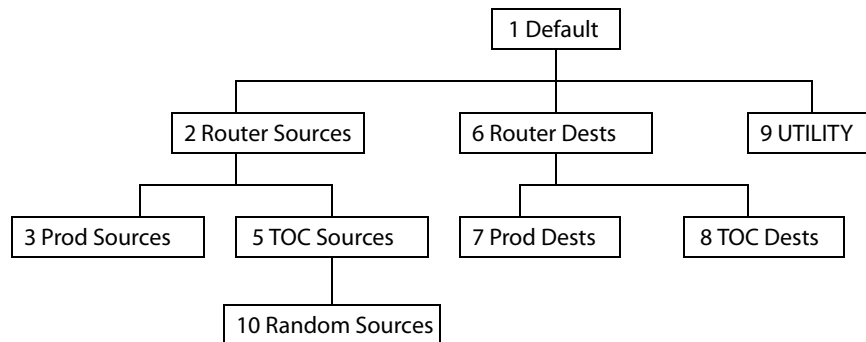 1 Default
2 Router Sources
6 Router Dests
9 UTILITY
3 Prod Sources
5 TOC Sources
7 Prod Dests
8 TOC Dests
10 Random Sources